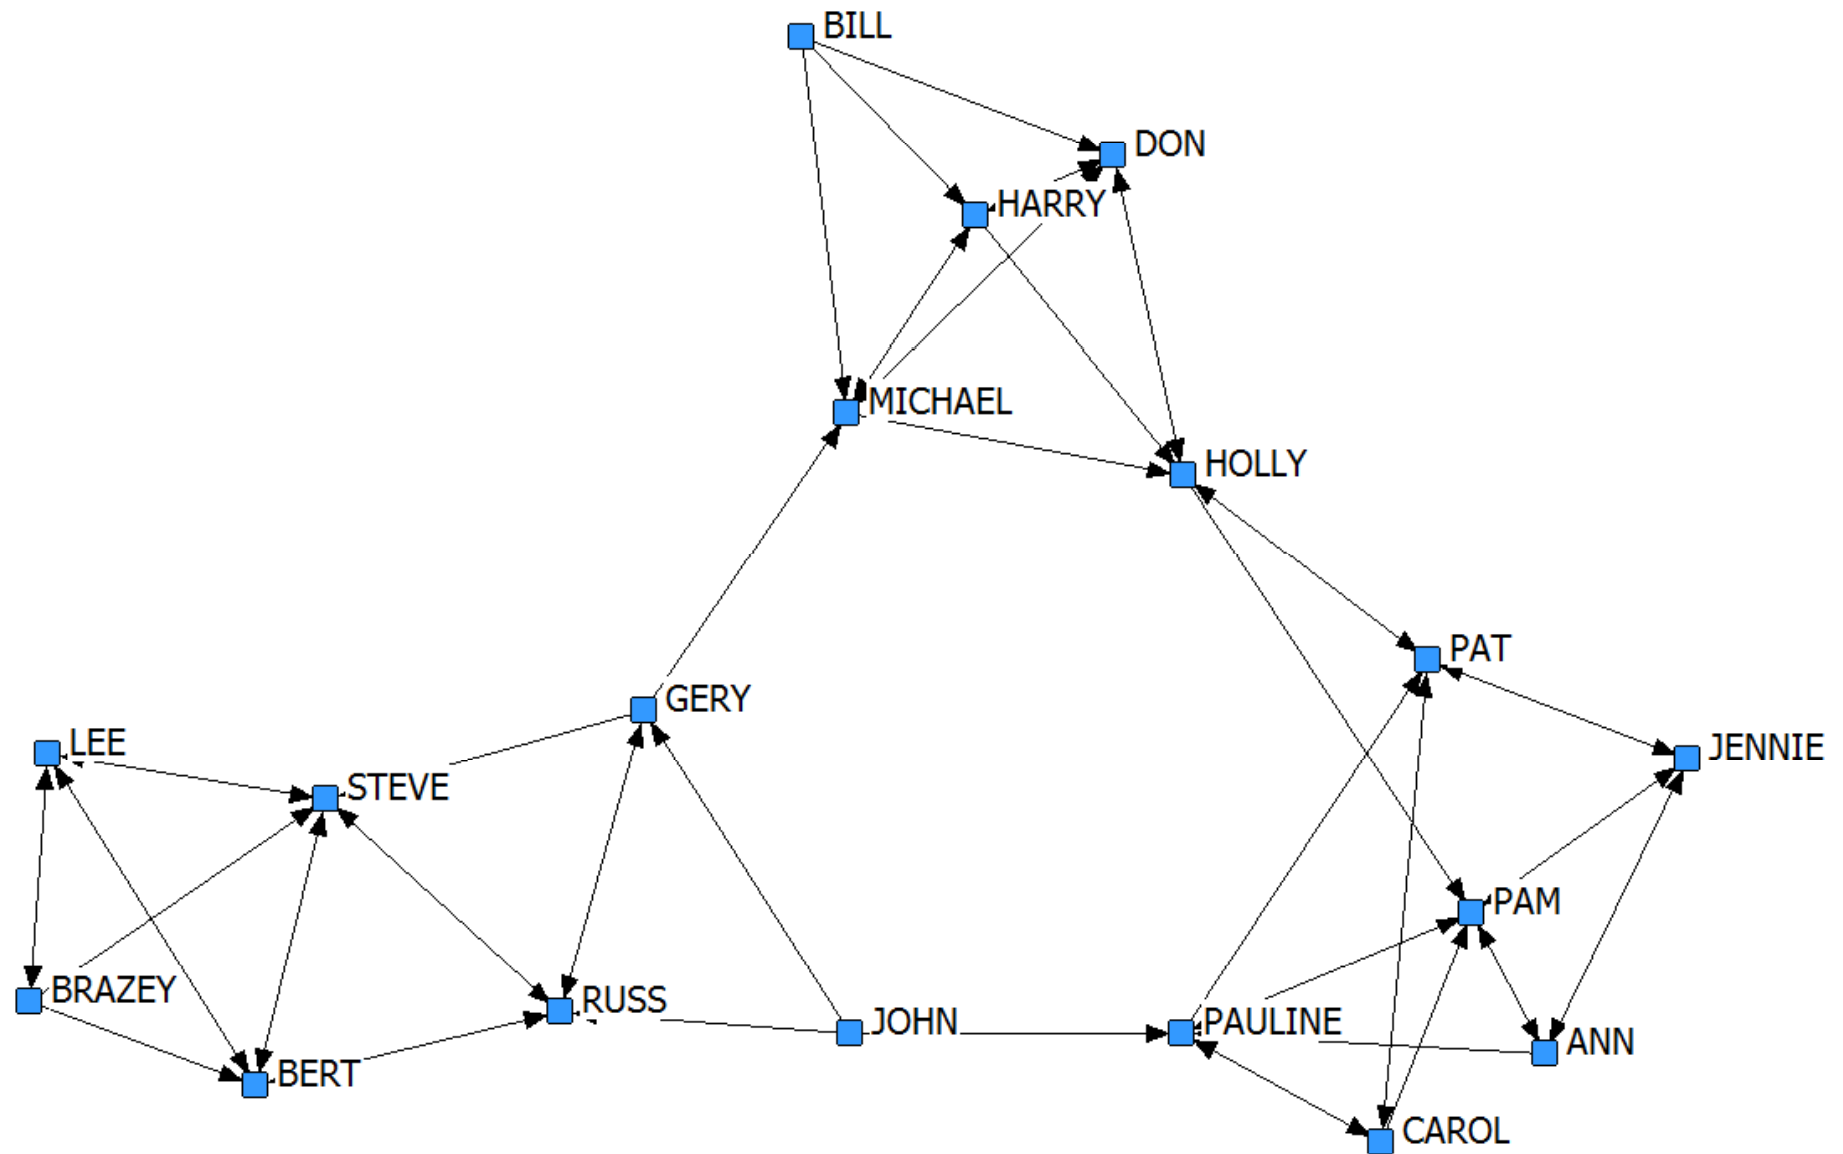 BILL
DON
HARRY
MICHAEL
HOLLY
PAT
GERY
LEE
JENNIE
STEVE
PAM
BRAZEY
RUSS
JOHN
PAULINE
ANN
BERT
CAROL